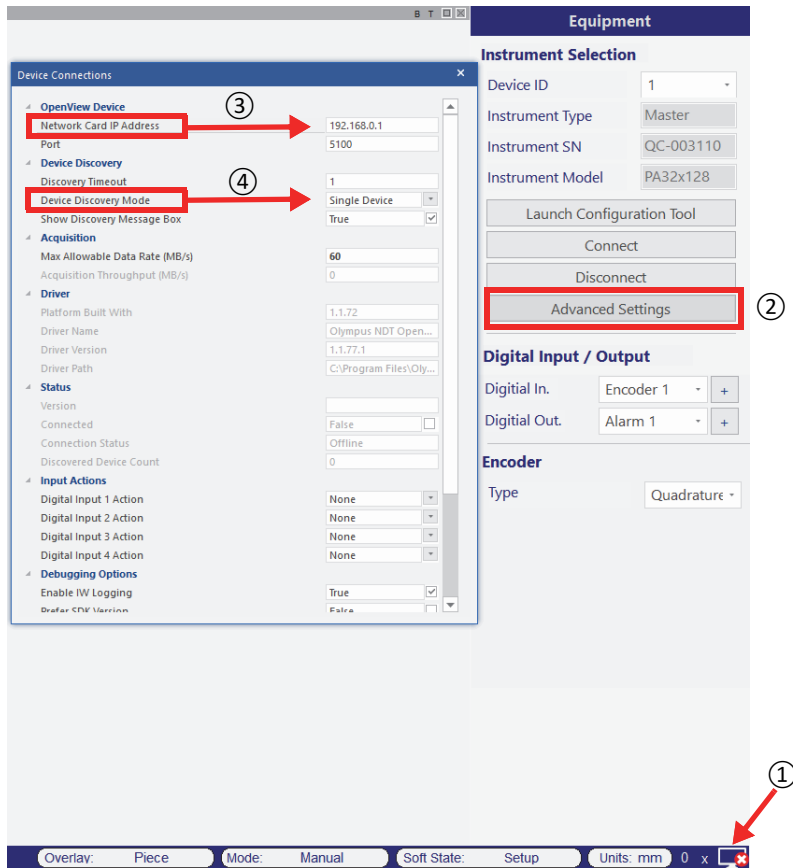 B T
Equipment
Instrument Selection
Device ID 1
Instrument Type Master
Instrument SN QC-003110
Instrument Model PA32x128
Launch Configuration Tool
Connect
Disconnect
Advanced Settings
②
Digital Input / Output
Digitial In. Encoder 1 +
Digitial Out. Alarm 1 +
Encoder
Type Quadrature
Device Connections ×
OpenView Device
③
Network Card IP Address 192.168.0.1
Port 5100
Device Discovery
Discovery Timeout 1
④
Device Discovery Mode Single Device
Show Discovery Message Box True
Acquisition
Max Allowable Data Rate (MB/s) 60
Acquisition Throughput (MB/s) 0
Driver
Platform Built With 1.1.72
Driver Name Olympus NDT Open...
Driver Version 1.1.77.1
Driver Path C:\Program Files\Oly...
Status
Version
Connected False
Connection Status Offline
Discovered Device Count 0
Input Actions
Digital Input 1 Action None
Digital Input 2 Action None
Digital Input 3 Action None
Digital Input 4 Action None
Debugging Options
Enable IW Logging True
Prefer SDK Version False
①
Overlay: Piece Mode: Manual Soft State: Setup Units: mm 0 x